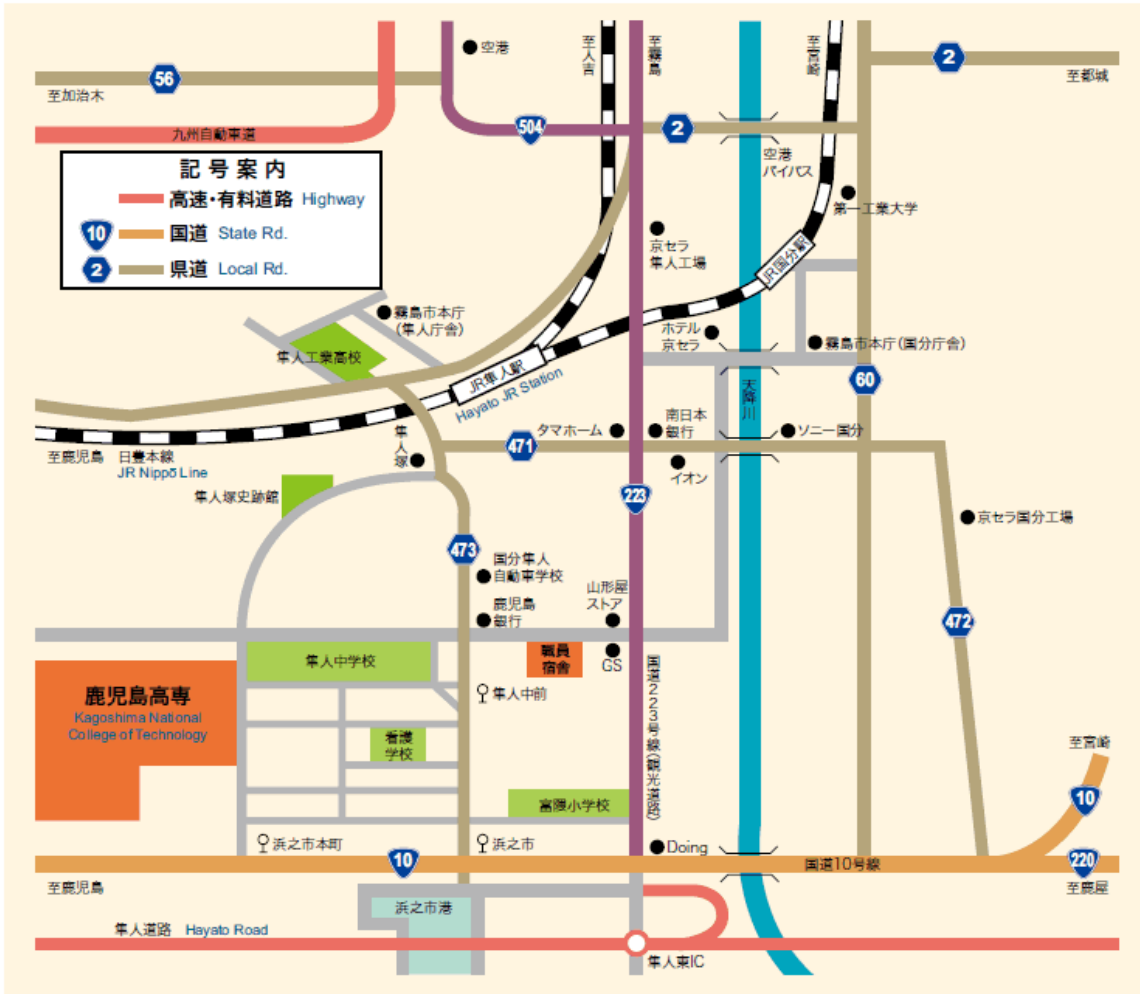 空港
至人吉
至霧島
至宮崎
2
至都城
56
至加治木
九州自動車道
504
2
空港
バイパス
記号案内
高速・有料道路 Highway
10 国道 State Rd.
2 県道 Local Rd.
第一工業大学
京セラ
隼人工場
JR国分駅
霧島市本庁
(隼人庁舎)
ホテル
京セラ
霧島市本庁(国分庁舎)
隼人工業高校
JR隼人駅
Hayato JR Station
60
天降川
至鹿児島
日豊本線
JR Nippō Line
隼人塚
471
タマホーム
南日本
銀行
ソニー国分
イオン
隼人塚史跡館
223
京セラ国分工場
473
国分隼人
自動車学校
鹿児島
銀行
山形屋
ストア
472
隼人中学校
職員
宿舎
GS
国道223号線(観光道路)
鹿児島高専
Kagoshima National
College of Technology
隼人中前
看護
学校
至宮崎
10
富隈小学校
浜之市本町
浜之市
Doing
10
国道10号線
220
至鹿児島
至鹿屋
浜之市港
隼人道路 Hayato Road
隼人東IC